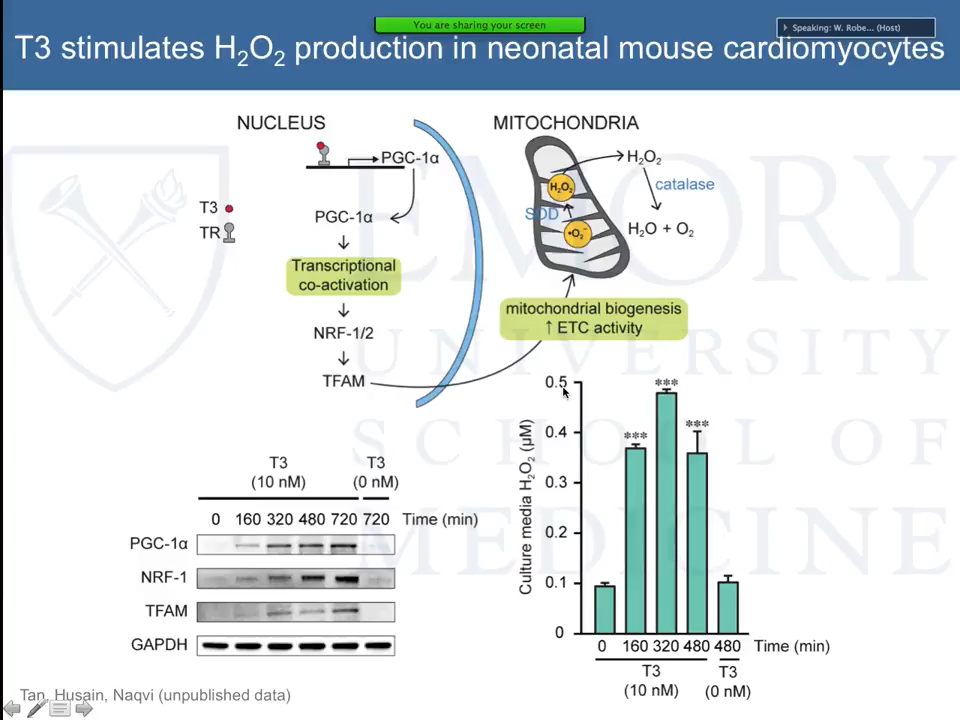 You are sharing your screen
Speaking: W. Robe... (Host)
T3 stimulates H₂O₂ production in neonatal mouse cardiomyocytes
NUCLEUS
PGC-1α
T3
TR
PGC-1α
Transcriptional
co-activation
NRF-1/2
TFAM
MITOCHONDRIA
H₂O₂
H₂O₂
catalase
SOD
•O₂⁻
H₂O + O₂
mitochondrial biogenesis
↑ ETC activity
EMORY
UNIVERSITY
SCHOOL OF
MEDICINE
T3
(10 nM)
T3
(0 nM)
0 160 320 480 720 720 Time (min)
PGC-1α
NRF-1
TFAM
GAPDH
Culture media H₂O₂ (µM)
0.5
0.4
0.3
0.2
0.1
0
*** *** ***
0 160 320 480 480 Time (min)
T3
(10 nM)
T3
(0 nM)
Tan, Husain, Naqvi (unpublished data)